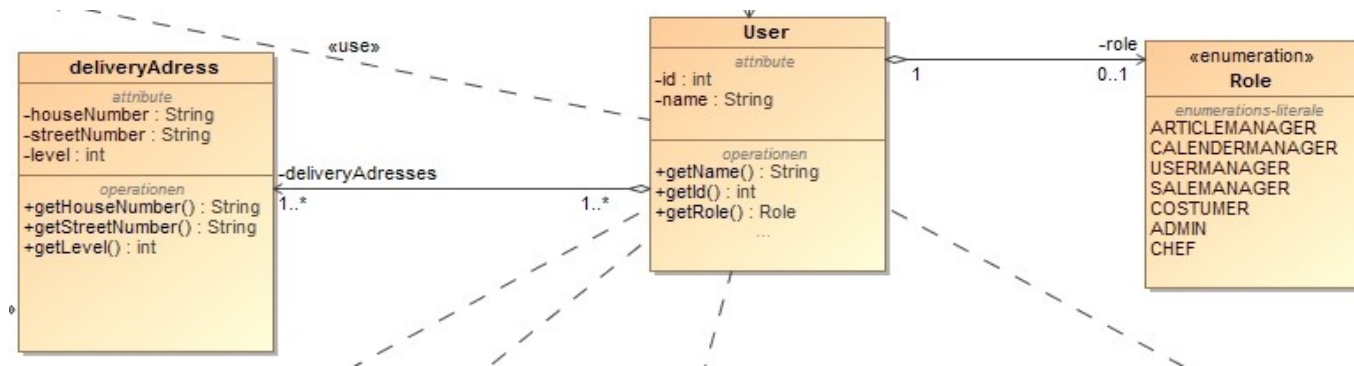 «use»
deliveryAdress
attribute
-houseNumber : String
-streetNumber : String
-level : int
operationen
+getHouseNumber() : String
+getStreetNumber() : String
+getLevel() : int
-deliveryAdresses
1..*
1..*
User
attribute
-id : int
-name : String
operationen
+getName() : String
+getId() : int
+getRole() : Role
...
1
-role
0..1
«enumeration»
Role
enumerations-literale
ARTICLEMANAGER
CALENDERMANAGER
USERMANAGER
SALEMANAGER
COSTUMER
ADMIN
CHEF